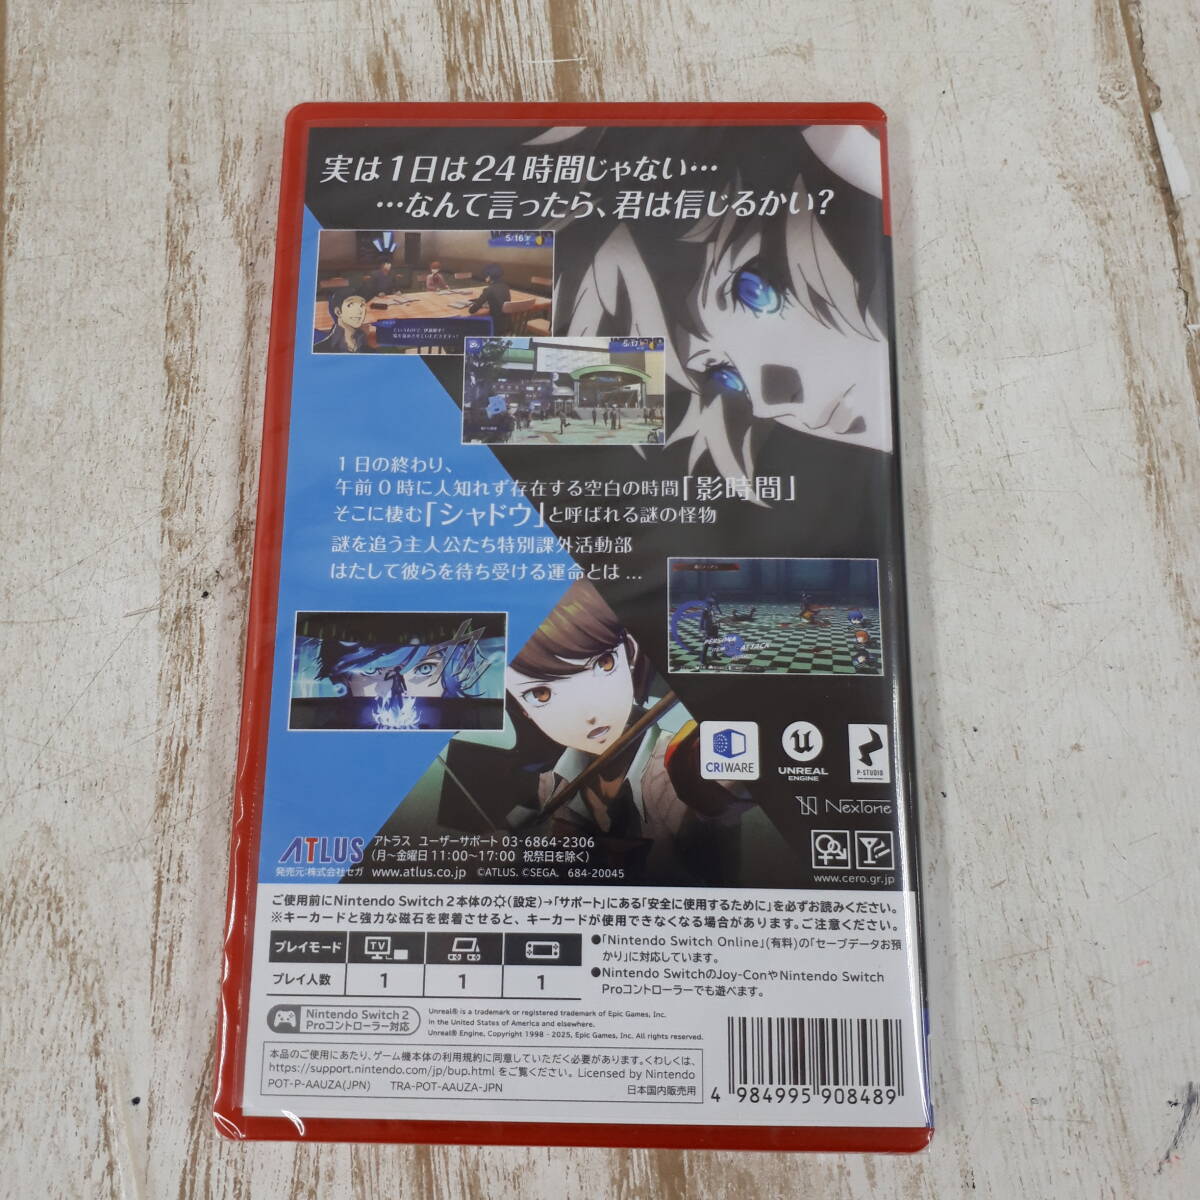 実は1日は24時間じゃない…
…なんて言ったら、君は信じるかい？
5/16
5/17
1日の終わり、
午前0時に人知れず存在する空白の時間「影時間」
そこに棲む「シャドウ」と呼ばれる謎の怪物
謎を追う主人公たち特別課外活動部
はたして彼らを待ち受ける運命とは…
PERSONA
ATTACK
CRIWARE
UNREAL
ENGINE
P-STUDIO
NexTone
ATLUS
発売元:株式会社セガ
アトラス ユーザーサポート 03-6864-2306
(月～金曜日11:00～17:00 祝祭日を除く)
www.atlus.co.jp ©ATLUS. ©SEGA. 684-20045
www.cero.gr.jp
ご使用前にNintendo Switch 2本体の(設定)→「サポート」にある「安全に使用するために」を必ずお読みください。
※キーカードと強力な磁石を密着させると、キーカードが使用できなくなる場合があります。ご注意ください。
プレイモード TV
プレイ人数 1 1 1
●「Nintendo Switch Online」(有料)の「セーブデータお預
かり」に対応しています。
●Nintendo SwitchのJoy-ConやNintendo Switch
Proコントローラーでも遊べます。
Nintendo Switch 2
Proコントローラー対応
Unreal® is a trademark or registered trademark of Epic Games, Inc.
in the United States of America and elsewhere.
Unreal® Engine, Copyright 1998 - 2025, Epic Games, Inc. All rights reserved.
本品のご使用にあたり、ゲーム機本体の利用規約に同意していただく必要があります。くわしくは、
https://support.nintendo.com/jp/bup.html をご覧ください。Licensed by Nintendo
POT-P-AAUZA(JPN) TRA-POT-AAUZA-JPN 日本国内販売用
4 984995 908489